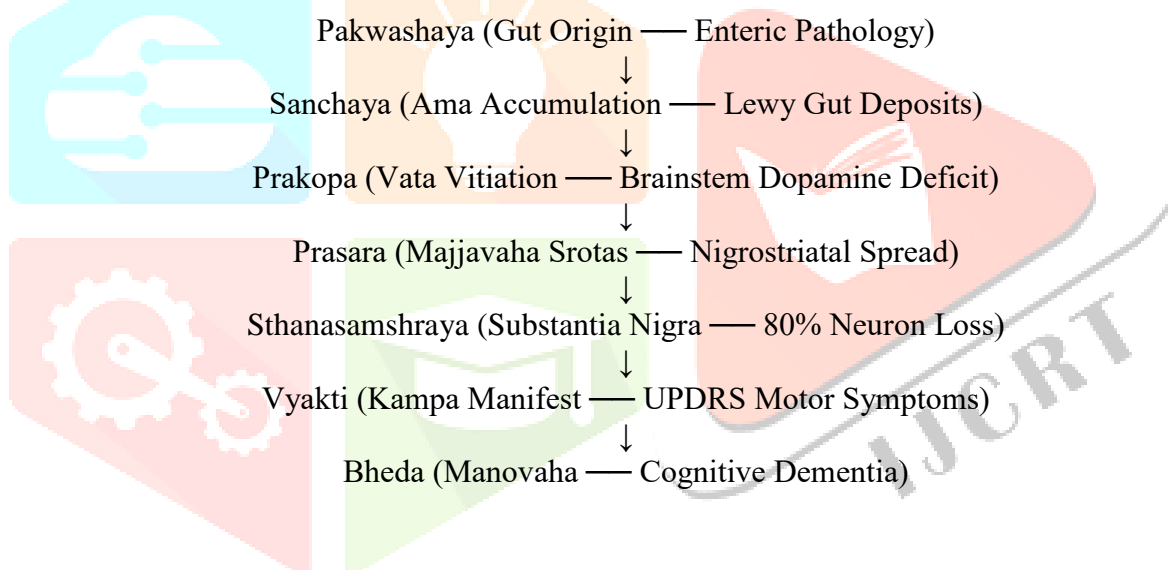 Pakwashaya (Gut Origin — Enteric Pathology)
↓
Sanchaya (Ama Accumulation — Lewy Gut Deposits)
↓
Prakopa (Vata Vitiation — Brainstem Dopamine Deficit)
↓
Prasara (Majjavaha Srotas — Nigrostriatal Spread)
↓
Sthanasamshraya (Substantia Nigra — 80% Neuron Loss)
↓
Vyakti (Kampa Manifest — UPDRS Motor Symptoms)
↓
Bheda (Manovaha — Cognitive Dementia)
IJCRT